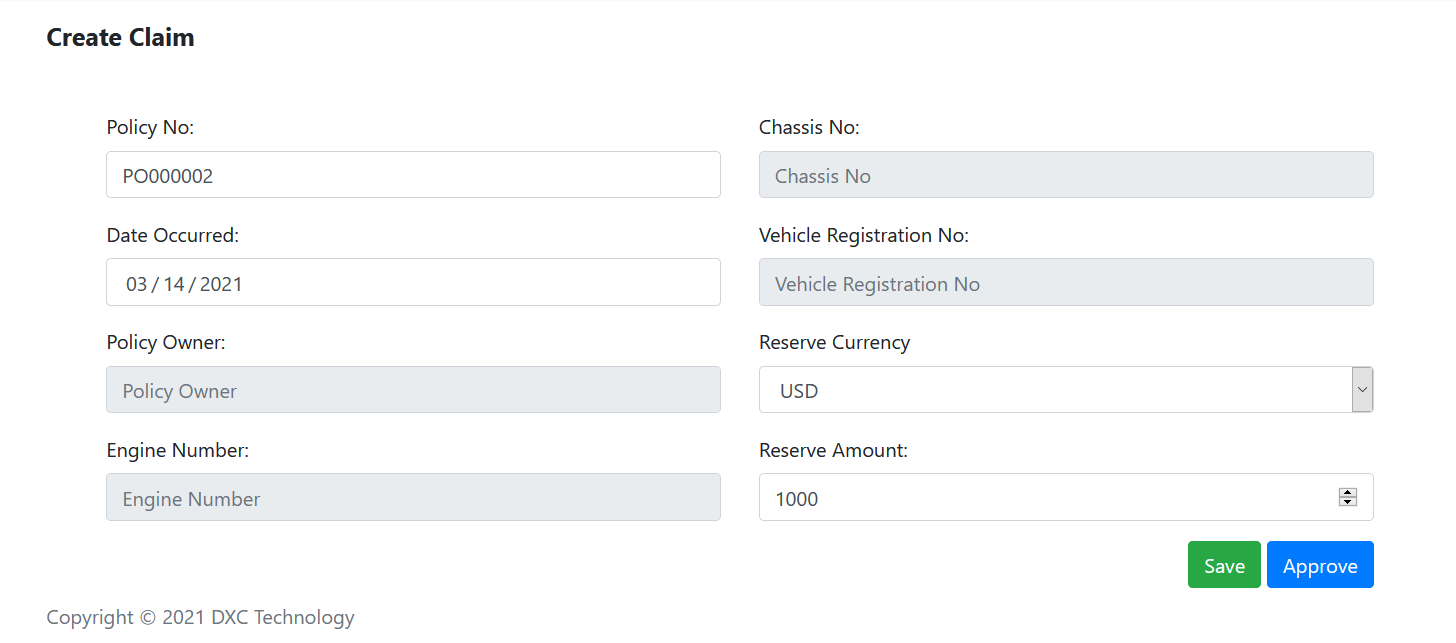 Create Claim
Policy No:
PO000002
Chassis No:
Chassis No
Date Occurred:
03 / 14 / 2021
Vehicle Registration No:
Vehicle Registration No
Policy Owner:
Policy Owner
Reserve Currency
USD
Engine Number:
Engine Number
Reserve Amount:
1000
Save
Approve
Copyright © 2021 DXC Technology